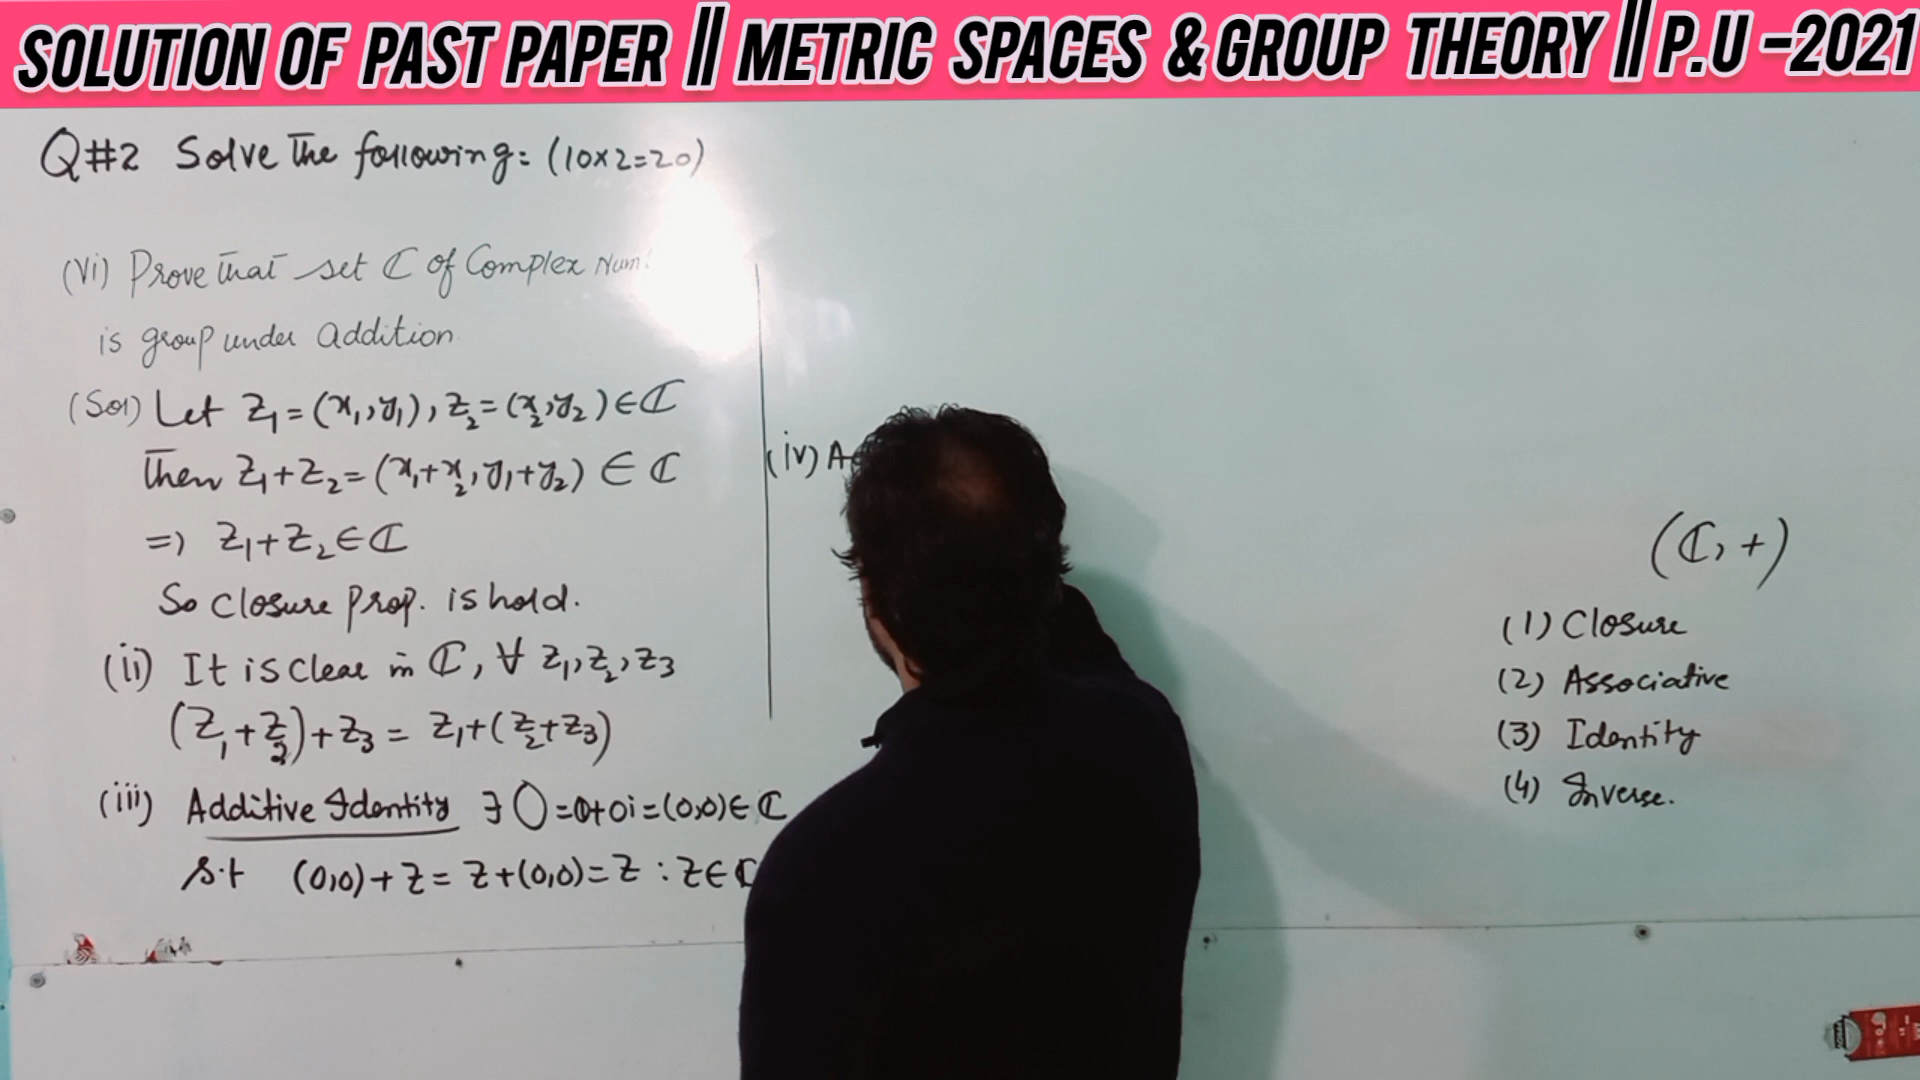 SOLUTION OF PAST PAPER || METRIC SPACES & GROUP THEORY || P.U -2021
Q#2 Solve The following: (10×2=20)
(vi) Prove that set ℂ of Complex Num
is group under Addition
(Sol) Let z₁=(x₁,y₁), z₂=(x₂,y₂)∈ℂ
Then z₁+z₂=(x₁+x₂,y₁+y₂) ∈ ℂ
=) z₁+z₂∈ℂ
So Closure Prop. is hold.
(ii) It is Clear in ℂ, ∀ z₁,z₂,z₃
(z₁+z₂)+z₃ = z₁+(z₂+z₃)
(iii) Additive Identity ∃ 0=0+0i=(0,0)∈ℂ
s.t (0,0)+z = z+(0,0)=z : z∈ℂ
(iv) A
(ℂ, +)
(1) Closure
(2) Associative
(3) Identity
(4) Inverse.